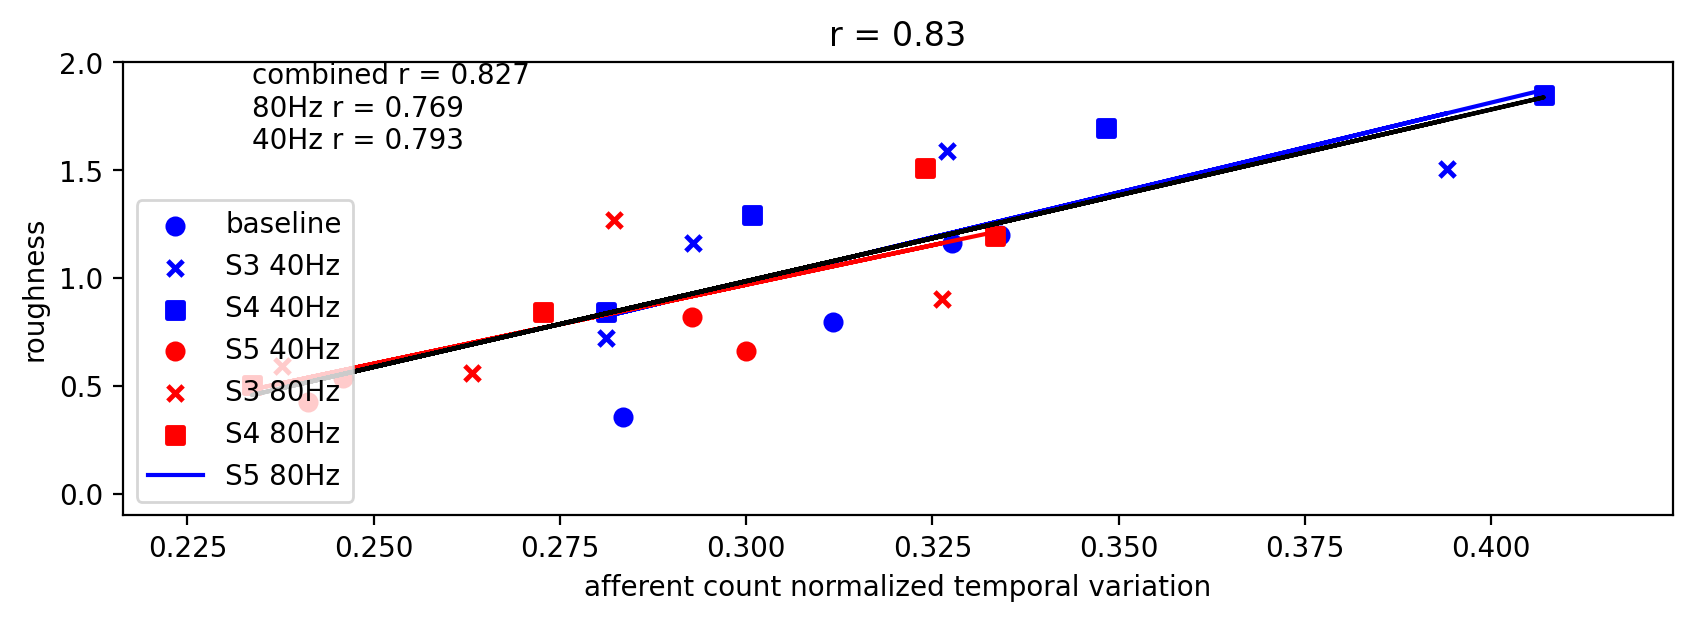 r = 0.83
combined r = 0.827
80Hz r = 0.769
40Hz r = 0.793
roughness
2.0
1.5
1.0
0.5
0.0
baseline
S3 40Hz
S4 40Hz
S5 40Hz
S3 80Hz
S4 80Hz
S5 80Hz
0.225 0.250 0.275 0.300 0.325 0.350 0.375 0.400
afferent count normalized temporal variation